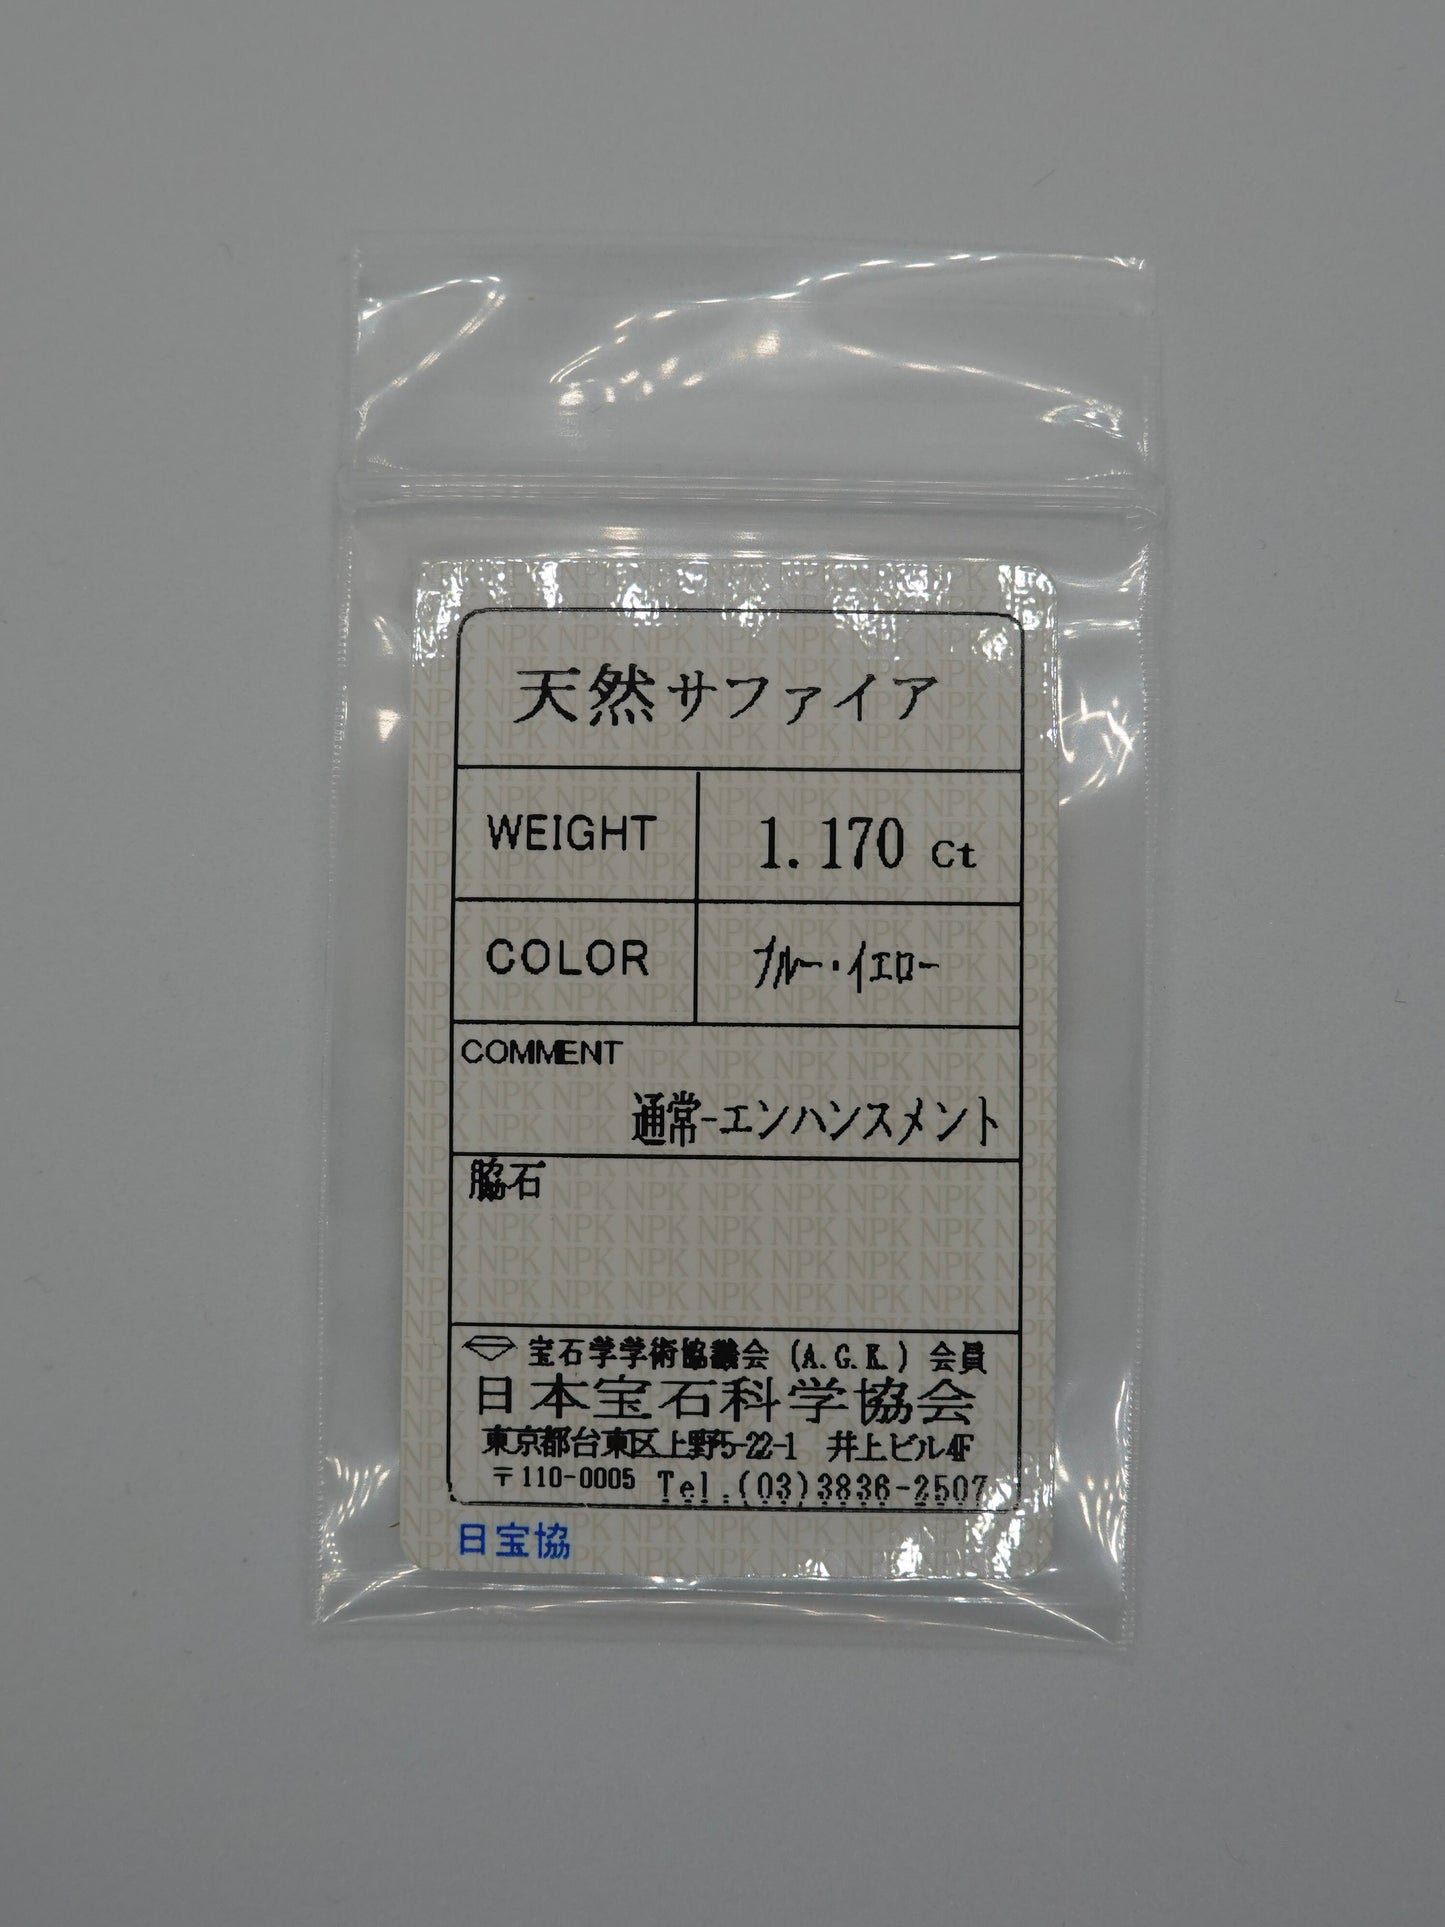 天然サファイア
WEIGHT 1.170 Ct
COLOR ブルー・イエロー
COMMENT
通常-エンハンスメント
脇石
宝石学学術協議会 (A.G.K.) 会員
日本宝石科学協会
東京都台東区上野5-22-1 井上ビル4F
〒110-0005 Tel.(03)3836-2507
日宝協